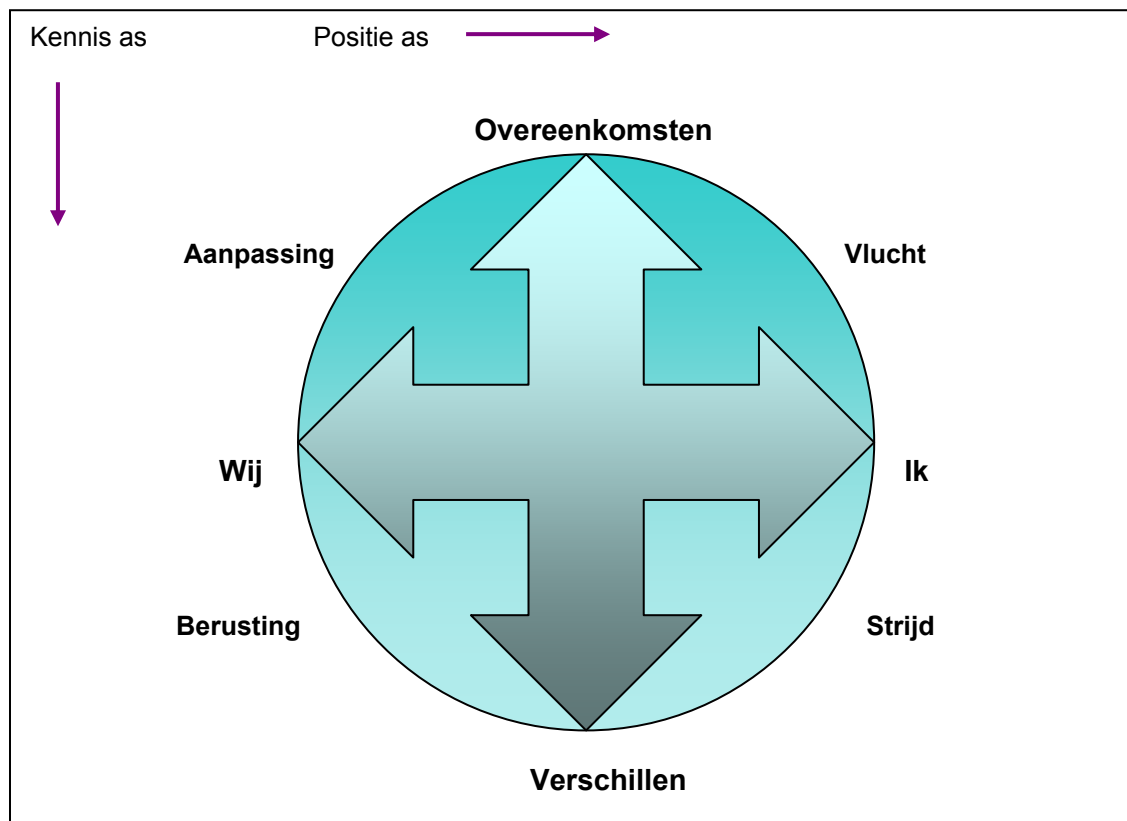 Kennis as
Positie as
Overeenkomsten
Aanpassing
Vlucht
Wij
Ik
Berusting
Strijd
Verschillen